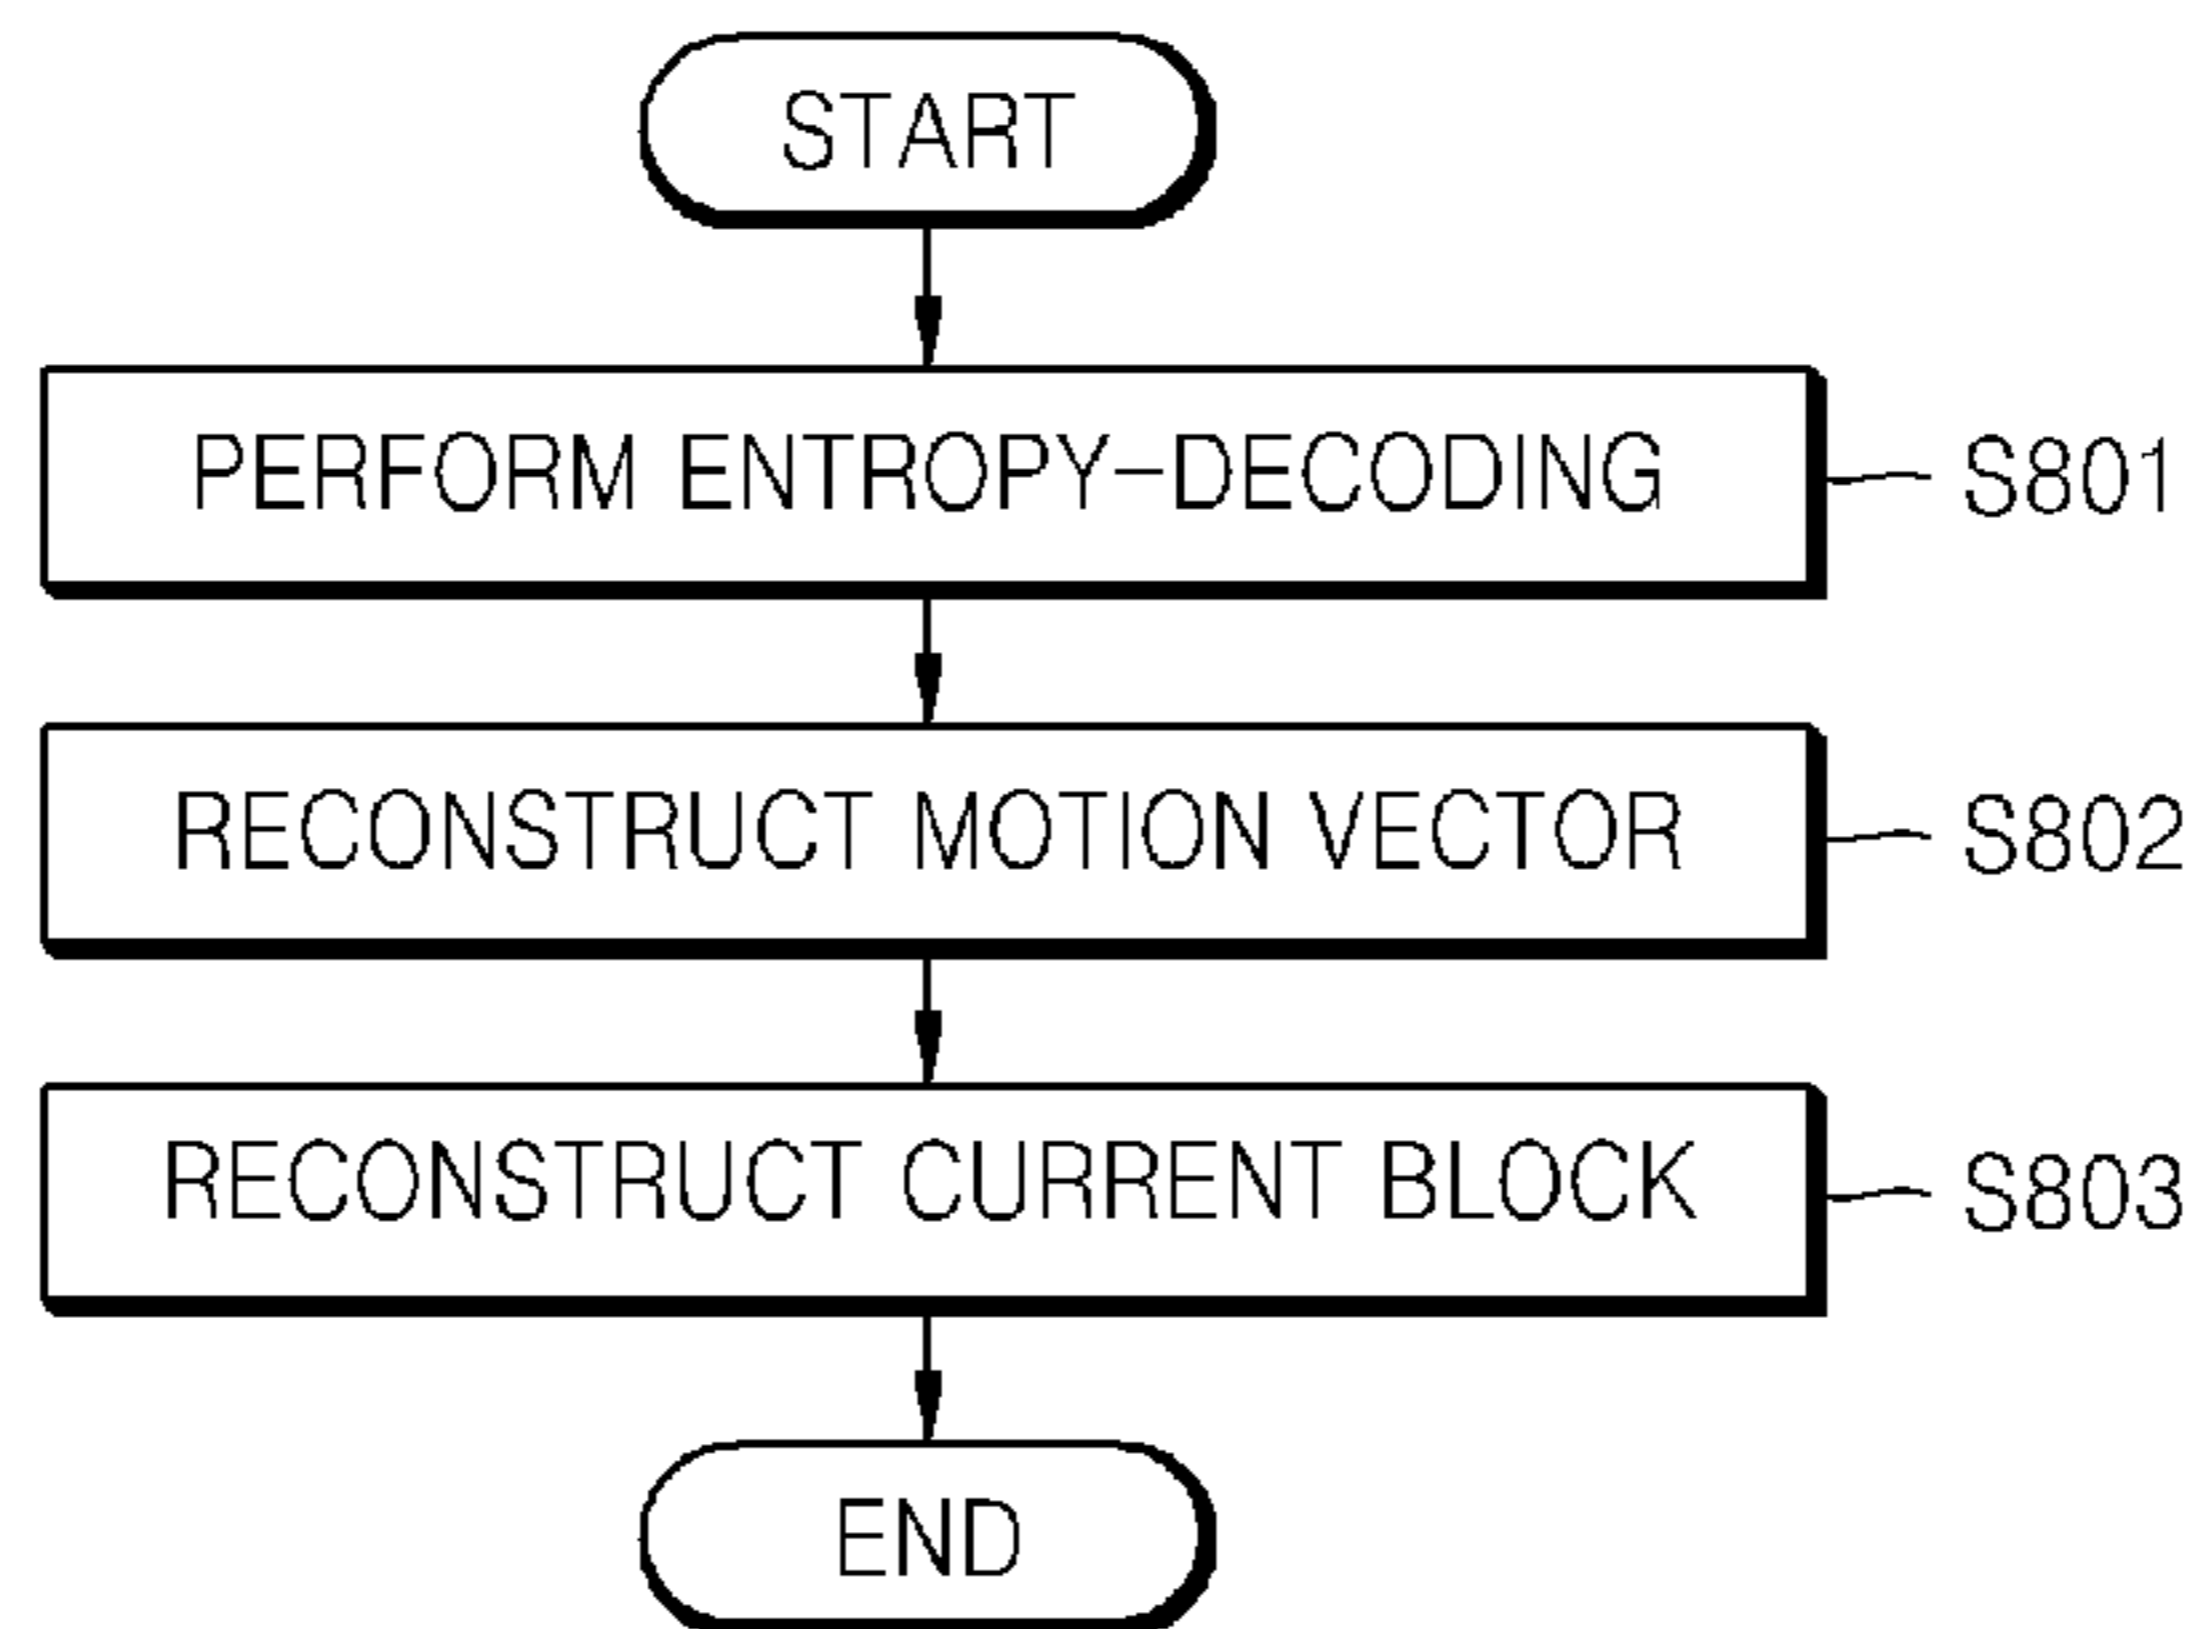 START
PERFORM ENTROPY-DECODING S801
RECONSTRUCT MOTION VECTOR S802
RECONSTRUCT CURRENT BLOCK S803
END